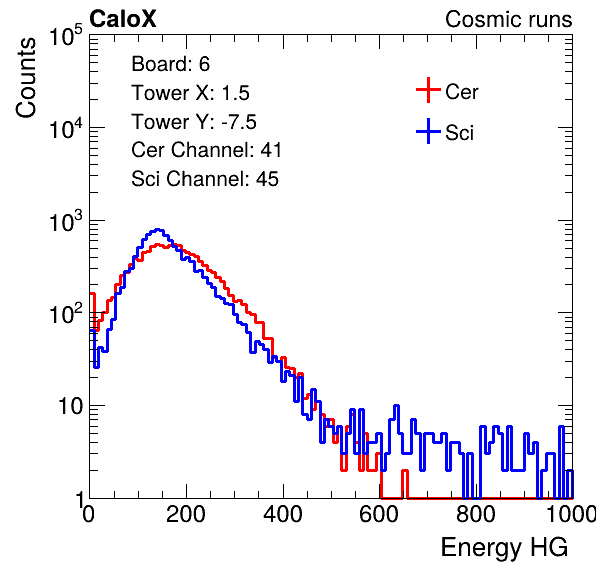 CaloX Cosmic runs
Counts
10^5
10^4
10^3
10^2
10
1
Board: 6
Tower X: 1.5
Tower Y: -7.5
Cer Channel: 41
Sci Channel: 45
Cer
Sci
0 200 400 600 800 1000
Energy HG